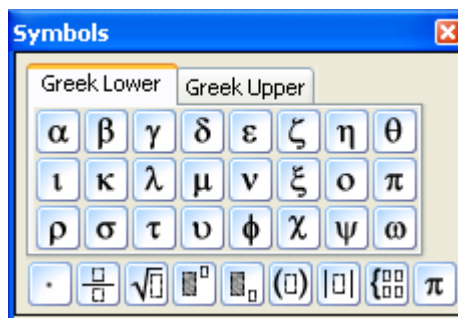 Symbols
Greek Lower Greek Upper
α β γ δ ε ζ η θ
ι κ λ μ ν ξ ο π
ρ σ τ υ ϕ χ ψ ω
· √ ( ) | | { π